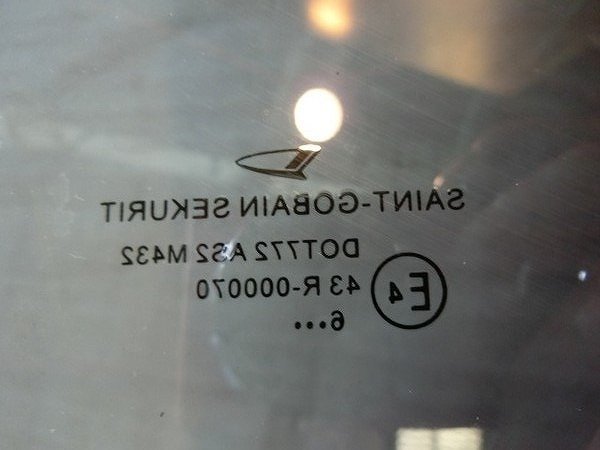 SAINT-GOBAIN SEKURIT
DOT772 AS2 M432
E4
43 R-000070
6...